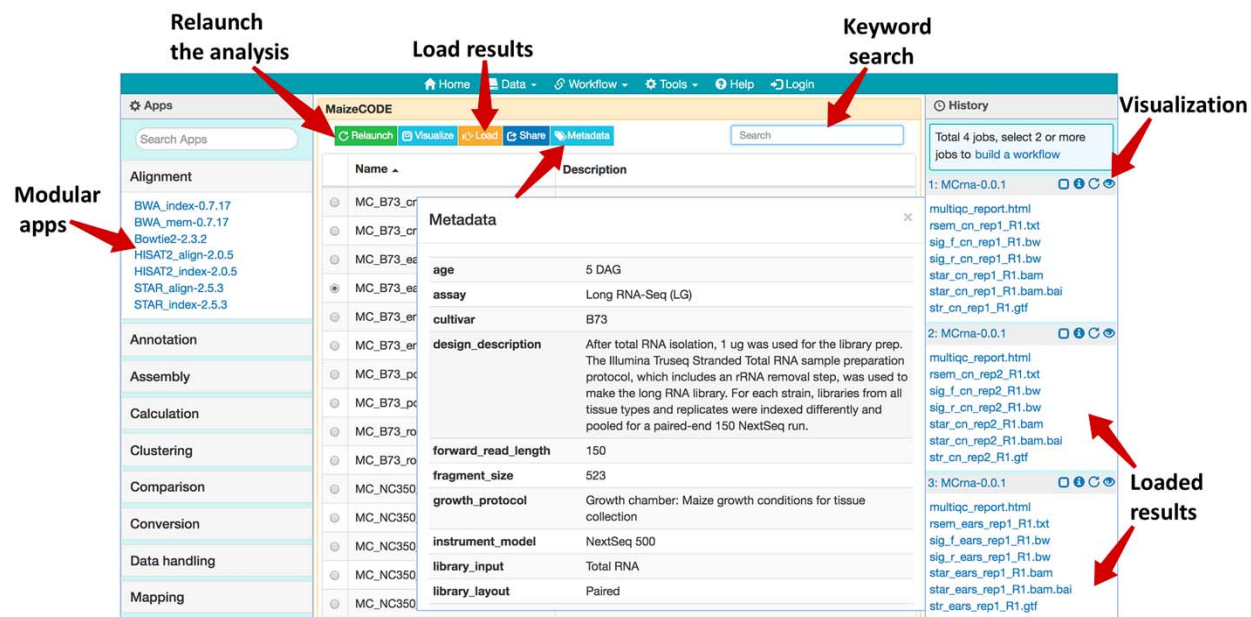 Relaunch
the analysis
Load results
Keyword
search
Visualization
Modular
apps
Loaded
results
Home
Data
Workflow
Tools
Help
Login
Apps
Search Apps
Alignment
BWA_index-0.7.17
BWA_mem-0.7.17
Bowtie2-2.3.2
HISAT2_align-2.0.5
HISAT2_index-2.0.5
STAR_align-2.5.3
STAR_index-2.5.3
Annotation
Assembly
Calculation
Clustering
Comparison
Conversion
Data handling
Mapping
MaizeCODE
Relaunch Visualize Load Share Metadata
Search
Name Description
MC_B73_cr
MC_B73_cr
MC_B73_ea
MC_B73_ea
MC_B73_er
MC_B73_er
MC_B73_po
MC_B73_po
MC_B73_ro
MC_B73_ro
MC_NC350
MC_NC350
MC_NC350
MC_NC350
MC_NC350
Metadata ×
age 5 DAG
assay Long RNA-Seq (LG)
cultivar B73
design_description After total RNA isolation, 1 ug was used for the library prep.
The Illumina Truseq Stranded Total RNA sample preparation
protocol, which includes an rRNA removal step, was used to
make the long RNA library. For each strain, libraries from all
tissue types and replicates were indexed differently and
pooled for a paired-end 150 NextSeq run.
forward_read_length 150
fragment_size 523
growth_protocol Growth chamber: Maize growth conditions for tissue
collection
instrument_model NextSeq 500
library_input Total RNA
library_layout Paired
History
Total 4 jobs, select 2 or more
jobs to build a workflow
1: MCrna-0.0.1
multiqc_report.html
rsem_cn_rep1_R1.txt
sig_f_cn_rep1_R1.bw
sig_r_cn_rep1_R1.bw
star_cn_rep1_R1.bam
star_cn_rep1_R1.bam.bai
str_cn_rep1_R1.gtf
2: MCrna-0.0.1
multiqc_report.html
rsem_cn_rep2_R1.txt
sig_f_cn_rep2_R1.bw
sig_r_cn_rep2_R1.bw
star_cn_rep2_R1.bam
star_cn_rep2_R1.bam.bai
str_cn_rep2_R1.gtf
3: MCrna-0.0.1
multiqc_report.html
rsem_ears_rep1_R1.txt
sig_f_ears_rep1_R1.bw
sig_r_ears_rep1_R1.bw
star_ears_rep1_R1.bam
star_ears_rep1_R1.bam.bai
str_ears_rep1_R1.gtf